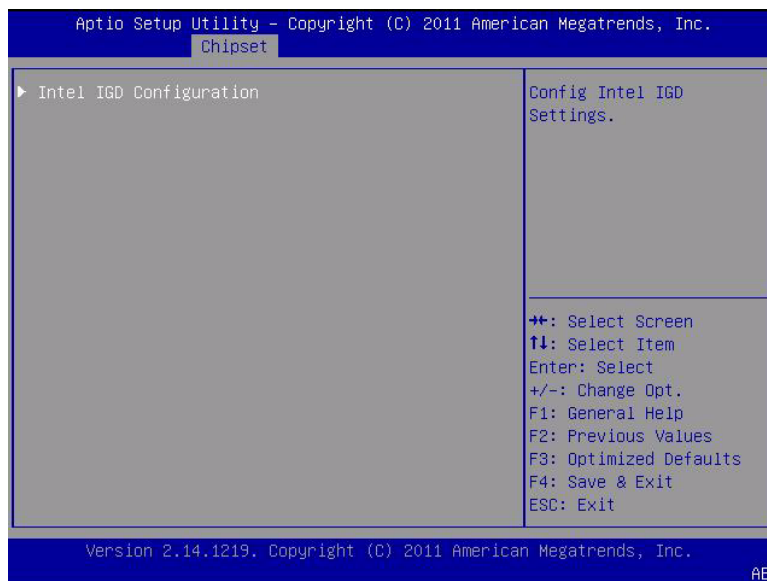 Aptio Setup Utility – Copyright (C) 2011 American Megatrends, Inc.
Chipset
▶ Intel IGD Configuration
Config Intel IGD
Settings.
→←: Select Screen
↑↓: Select Item
Enter: Select
+/-: Change Opt.
F1: General Help
F2: Previous Values
F3: Optimized Defaults
F4: Save & Exit
ESC: Exit
Version 2.14.1219. Copyright (C) 2011 American Megatrends, Inc.